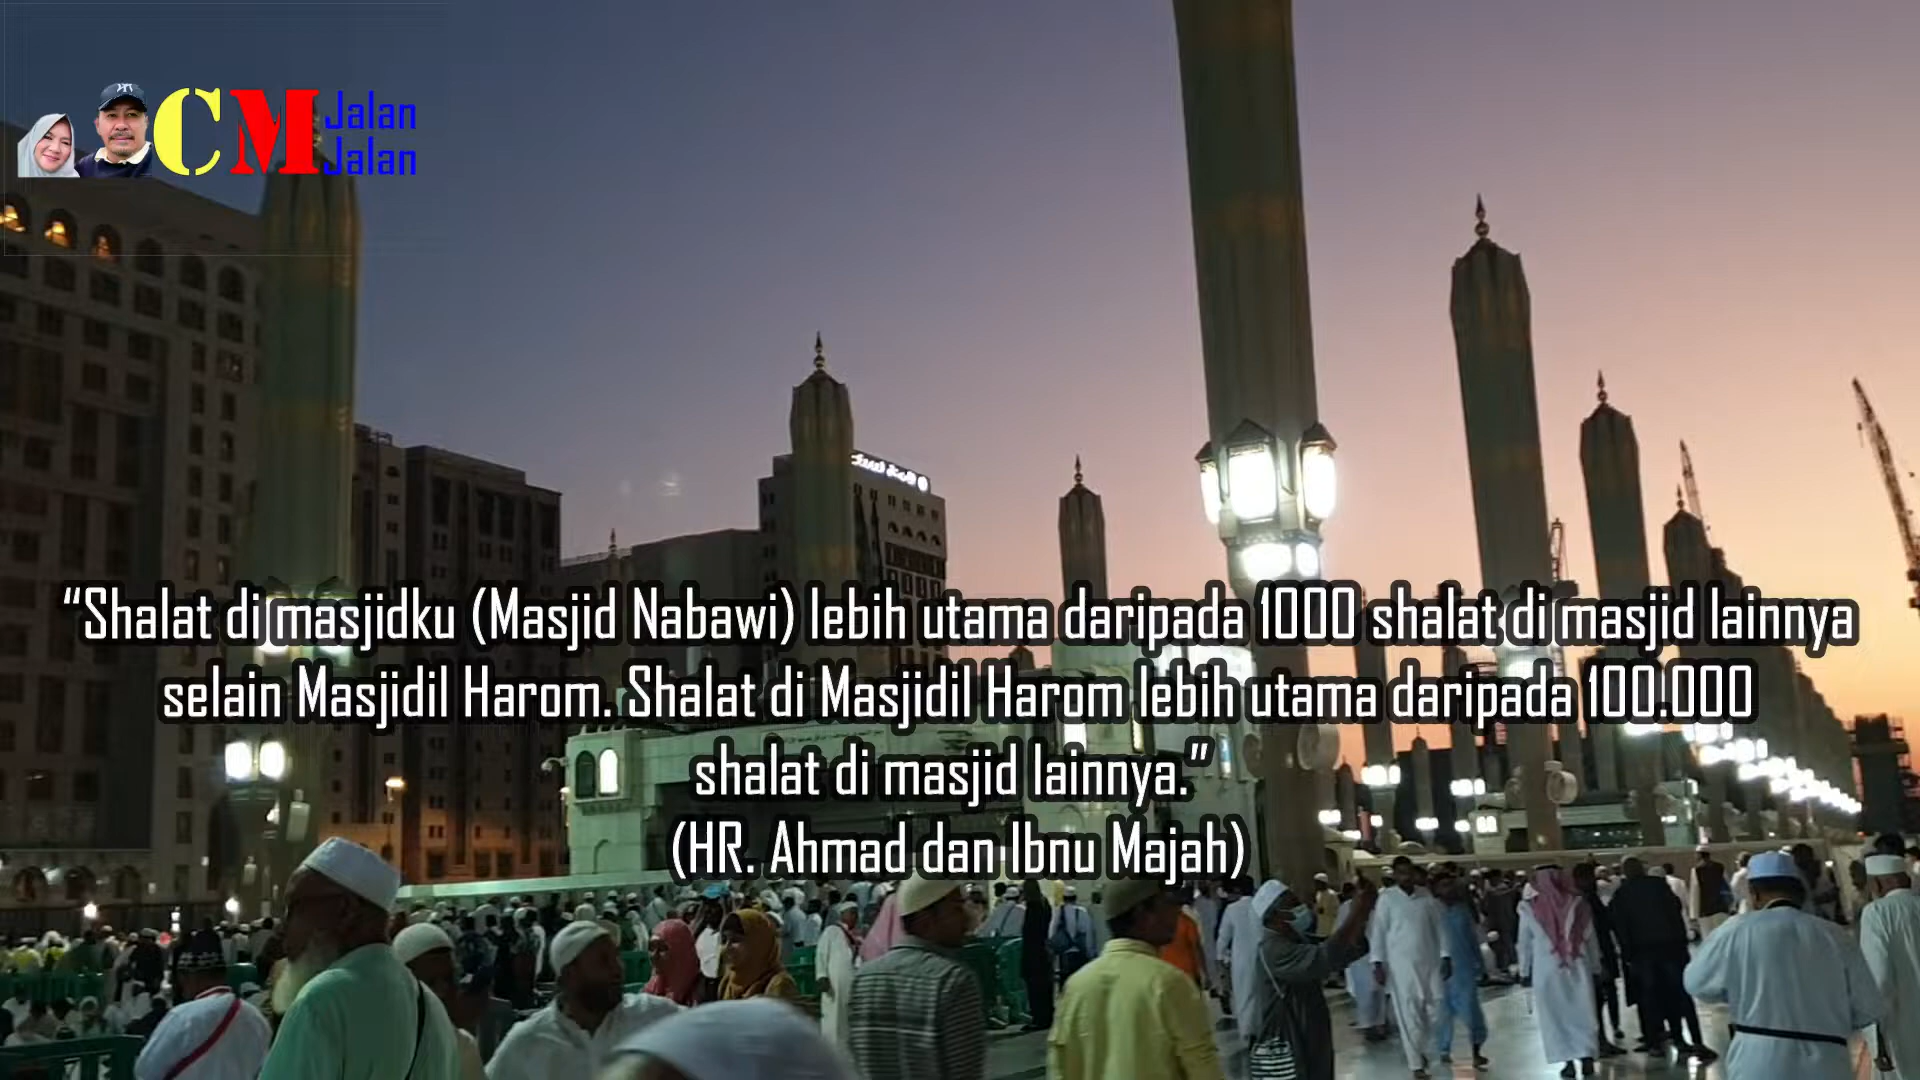 CM Jalan
Jalan
“Shalat di masjidku (Masjid Nabawi) lebih utama daripada 1000 shalat di masjid lainnya
selain Masjidil Harom. Shalat di Masjidil Harom lebih utama daripada 100.000
shalat di masjid lainnya.”
(HR. Ahmad dan Ibnu Majah)